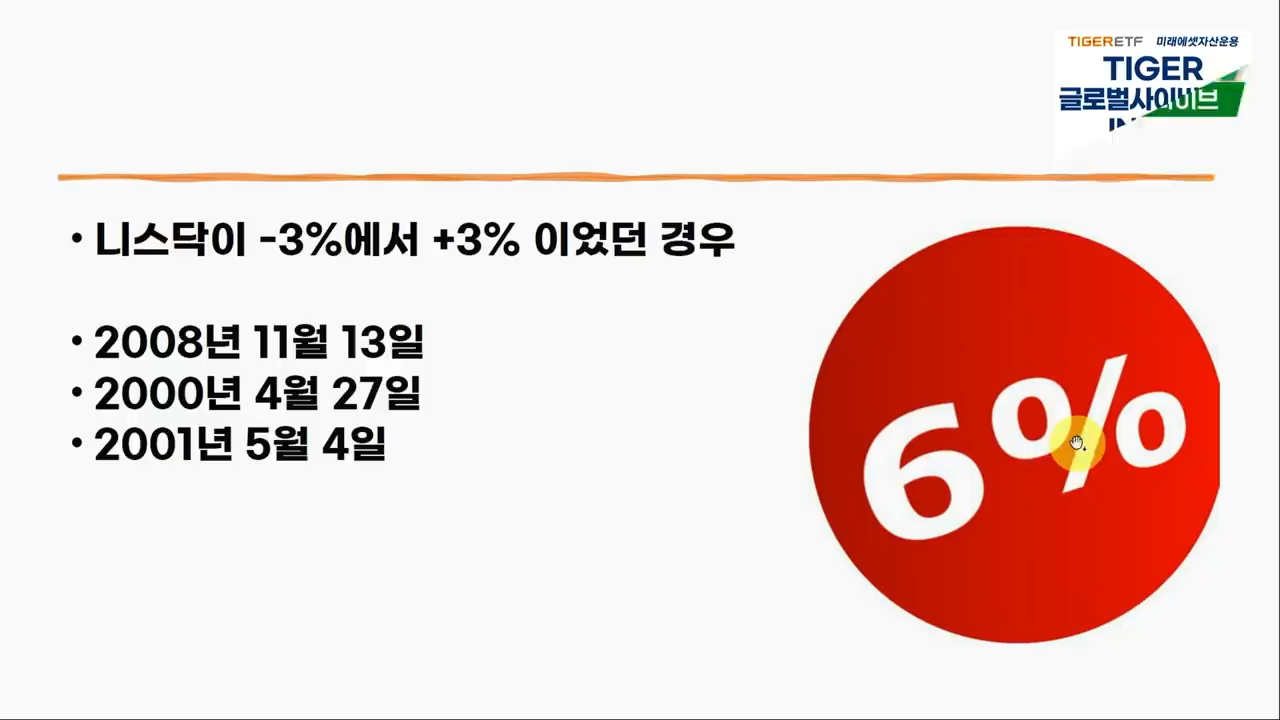 TIGERETF 미래에셋자산운용
TIGER
글로벌사이버
• 니스닥이 -3%에서 +3% 이었던 경우
• 2008년 11월 13일
• 2000년 4월 27일
• 2001년 5월 4일
6%